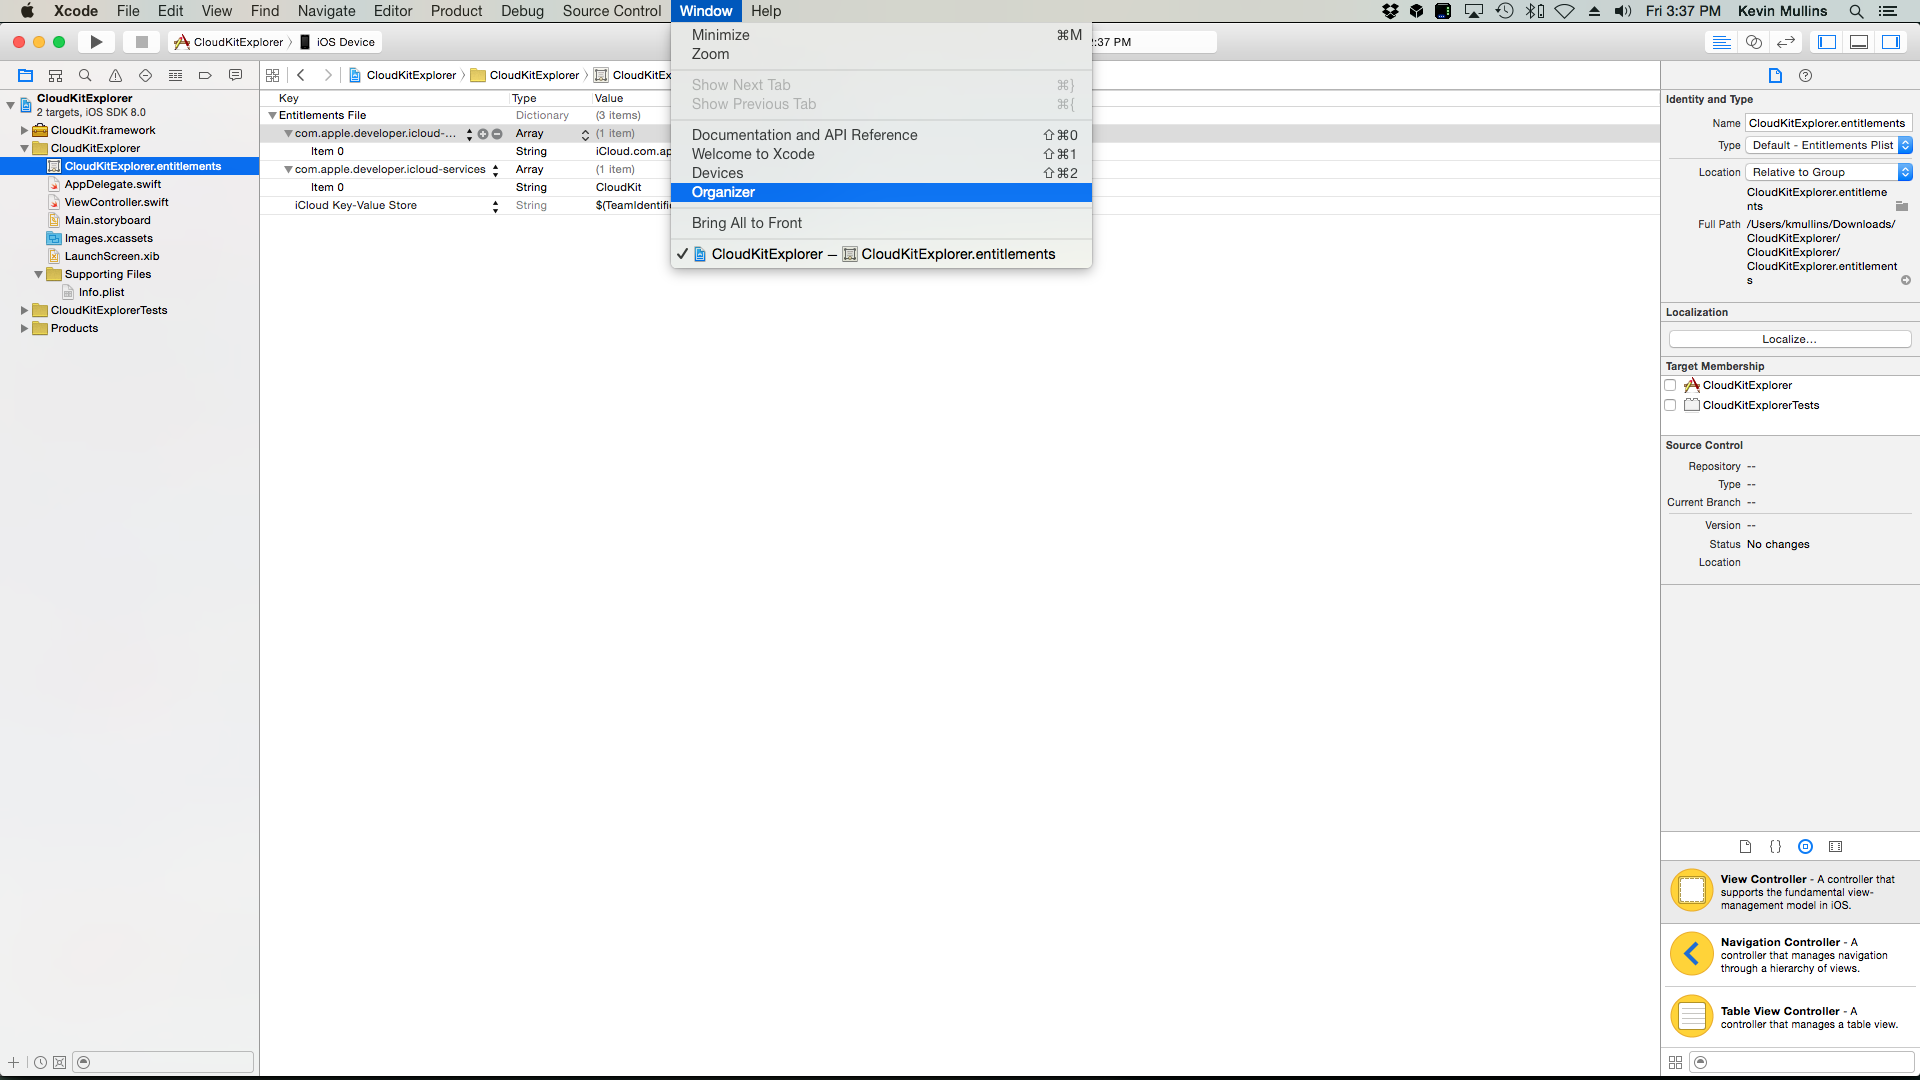 Xcode File Edit View Find Navigate Editor Product Debug Source Control Window Help Fri 3:37 PM Kevin Mullins
CloudKitExplorer iOS Device :37 PM
CloudKitExplorer CloudKitExplorer CloudKitEx
CloudKitExplorer
2 targets, iOS SDK 8.0
CloudKit.framework
CloudKitExplorer
CloudKitExplorer.entitlements
AppDelegate.swift
ViewController.swift
Main.storyboard
Images.xcassets
LaunchScreen.xib
Supporting Files
Info.plist
CloudKitExplorerTests
Products
Key Type Value
Entitlements File Dictionary (3 items)
com.apple.developer.icloud-... Array (1 item)
Item 0 String iCloud.com.ap
com.apple.developer.icloud-services Array (1 item)
Item 0 String CloudKit
iCloud Key-Value Store String $(TeamIdentifi
Minimize ⌘M
Zoom
Show Next Tab ⌘}
Show Previous Tab ⌘{
Documentation and API Reference ⇧⌘0
Welcome to Xcode ⇧⌘1
Devices ⇧⌘2
Organizer
Bring All to Front
✓ CloudKitExplorer — CloudKitExplorer.entitlements
Identity and Type
Name CloudKitExplorer.entitlements
Type Default - Entitlements Plist
Location Relative to Group
CloudKitExplorer.entitleme
nts
Full Path /Users/kmullins/Downloads/
CloudKitExplorer/
CloudKitExplorer/
CloudKitExplorer.entitlement
s
Localization
Localize...
Target Membership
CloudKitExplorer
CloudKitExplorerTests
Source Control
Repository --
Type --
Current Branch --
Version --
Status No changes
Location
View Controller - A controller that
supports the fundamental view-
management model in iOS.
Navigation Controller - A
controller that manages navigation
through a hierarchy of views.
Table View Controller - A
controller that manages a table view.